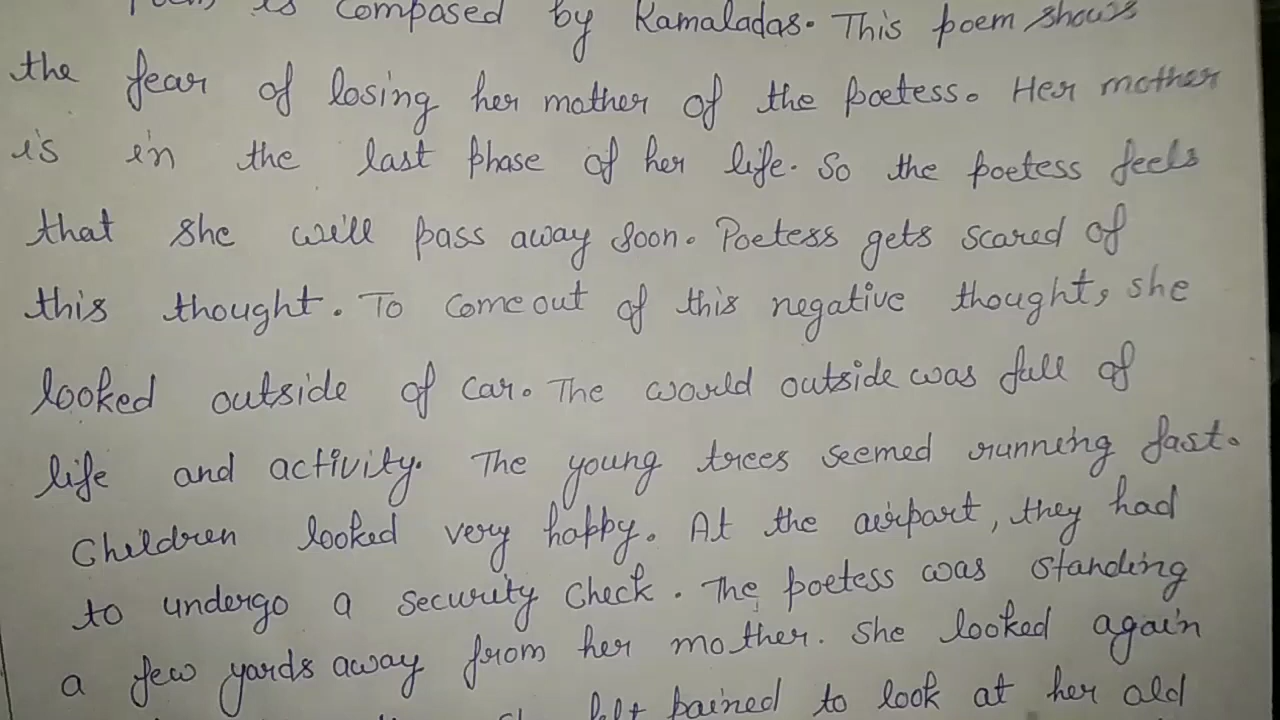 Poem is composed by Kamaladas. This poem shows
the fear of losing her mother of the poetess. Her mother
is in the last phase of her life. So the poetess feels
that she will pass away soon. Poetess gets scared of
this thought. To come out of this negative thought, she
looked outside of car. The world outside was full of
life and activity. The young trees seemed running fast.
Children looked very happy. At the airport, they had
to undergo a security check. The poetess was standing
a few yards away from her mother. She looked again
felt pained to look at her old